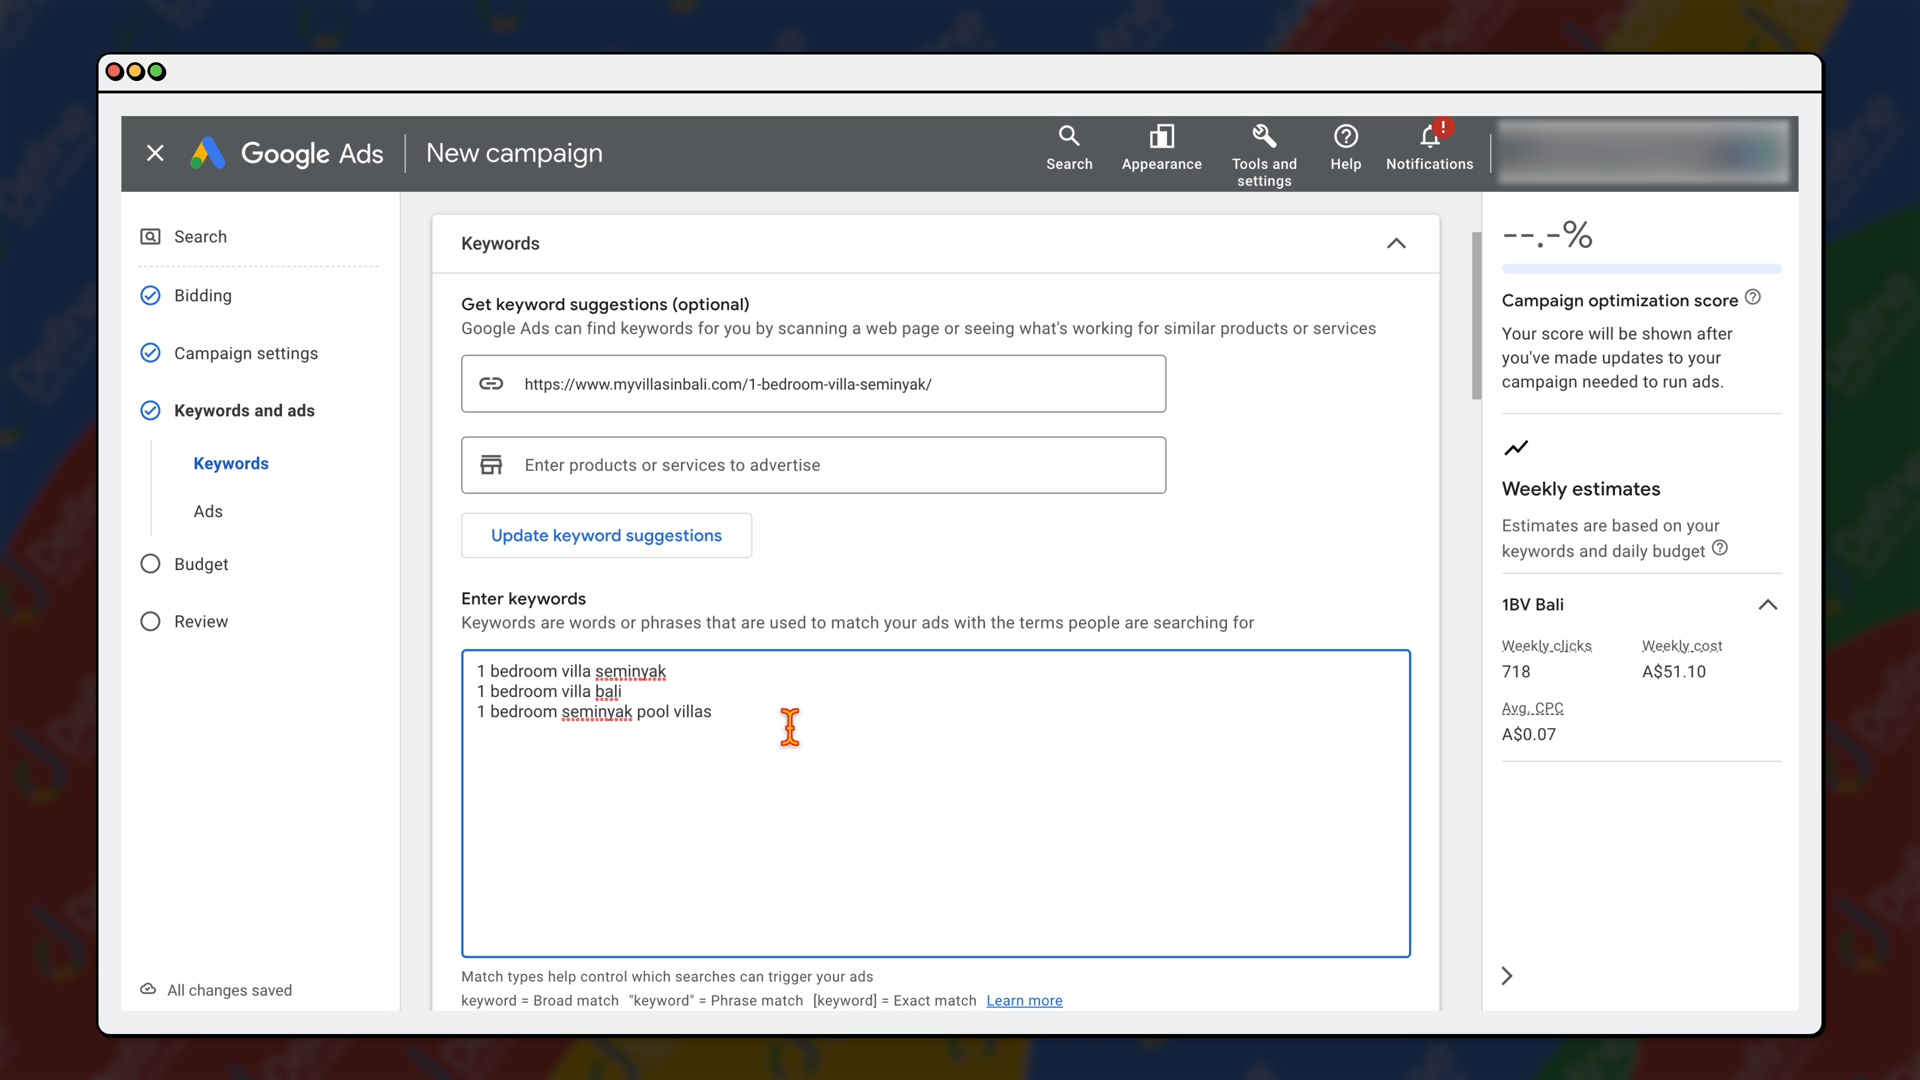 Google Ads
New campaign
Search
Appearance
Tools and
settings
Help
!
Notifications
Search
Bidding
Campaign settings
Keywords and ads
Keywords
Ads
Budget
Review
All changes saved
Keywords
Get keyword suggestions (optional)
Google Ads can find keywords for you by scanning a web page or seeing what's working for similar products or services
https://www.myvillasinbali.com/1-bedroom-villa-seminyak/
Enter products or services to advertise
Update keyword suggestions
Enter keywords
Keywords are words or phrases that are used to match your ads with the terms people are searching for
1 bedroom villa seminyak
1 bedroom villa bali
1 bedroom seminyak pool villas
Match types help control which searches can trigger your ads
keyword = Broad match "keyword" = Phrase match [keyword] = Exact match Learn more
--.-%
Campaign optimization score
Your score will be shown after
you've made updates to your
campaign needed to run ads.
Weekly estimates
Estimates are based on your
keywords and daily budget
1BV Bali
Weekly clicks Weekly cost
718 A$51.10
Avg. CPC
A$0.07